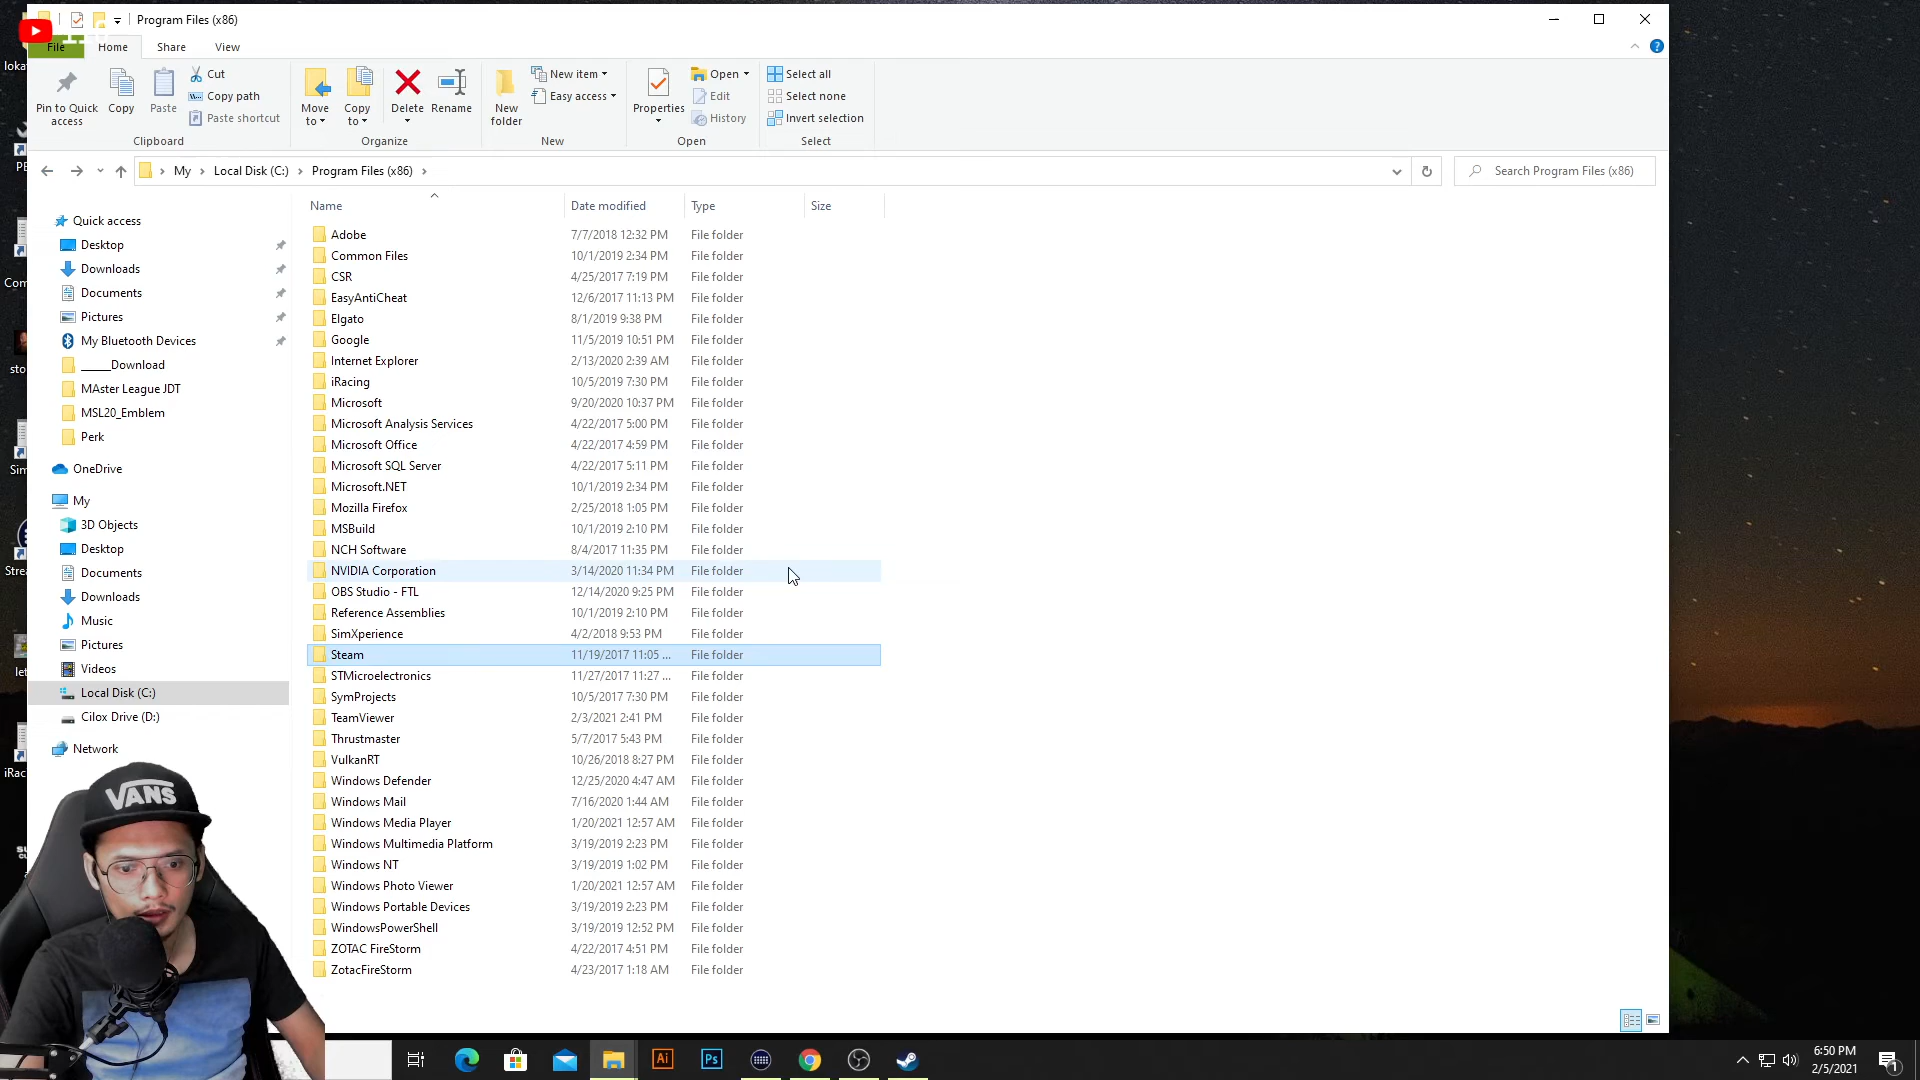 Program Files (x86)
File Home Share View
Pin to Quick access
Copy
Paste
Cut
Copy path
Paste shortcut
Clipboard
Move to
Copy to
Delete
Rename
Organize
New folder
New item
Easy access
New
Properties
Open
Edit
History
Open
Select all
Select none
Invert selection
Select
My Local Disk (C:) Program Files (x86)
Search Program Files (x86)
Quick access
Desktop
Downloads
Documents
Pictures
My Bluetooth Devices
_____Download
MAster League JDT
MSL20_Emblem
Perk
OneDrive
My
3D Objects
Desktop
Documents
Downloads
Music
Pictures
Videos
Local Disk (C:)
Cilox Drive (D:)
Network
Name Date modified Type Size
Adobe 7/7/2018 12:32 PM File folder
Common Files 10/1/2019 2:34 PM File folder
CSR 4/25/2017 7:19 PM File folder
EasyAntiCheat 12/6/2017 11:13 PM File folder
Elgato 8/1/2019 9:38 PM File folder
Google 11/5/2019 10:51 PM File folder
Internet Explorer 2/13/2020 2:39 AM File folder
iRacing 10/5/2019 7:30 PM File folder
Microsoft 9/20/2020 10:37 PM File folder
Microsoft Analysis Services 4/22/2017 5:00 PM File folder
Microsoft Office 4/22/2017 4:59 PM File folder
Microsoft SQL Server 4/22/2017 5:11 PM File folder
Microsoft.NET 10/1/2019 2:34 PM File folder
Mozilla Firefox 2/25/2018 1:05 PM File folder
MSBuild 10/1/2019 2:10 PM File folder
NCH Software 8/4/2017 11:35 PM File folder
NVIDIA Corporation 3/14/2020 11:34 PM File folder
OBS Studio - FTL 12/14/2020 9:25 PM File folder
Reference Assemblies 10/1/2019 2:10 PM File folder
SimXperience 4/2/2018 9:53 PM File folder
Steam 11/19/2017 11:05 ... File folder
STMicroelectronics 11/27/2017 11:27 ... File folder
SymProjects 10/5/2017 7:30 PM File folder
TeamViewer 2/3/2021 2:41 PM File folder
Thrustmaster 5/7/2017 5:43 PM File folder
VulkanRT 10/26/2018 8:27 PM File folder
Windows Defender 12/25/2020 4:47 AM File folder
Windows Mail 7/16/2020 1:44 AM File folder
Windows Media Player 1/20/2021 12:57 AM File folder
Windows Multimedia Platform 3/19/2019 2:23 PM File folder
Windows NT 3/19/2019 1:02 PM File folder
Windows Photo Viewer 1/20/2021 12:57 AM File folder
Windows Portable Devices 3/19/2019 2:23 PM File folder
WindowsPowerShell 3/19/2019 12:52 PM File folder
ZOTAC FireStorm 4/22/2017 4:51 PM File folder
ZotacFireStorm 4/23/2017 1:18 AM File folder
VANS
Ai
Ps
6:50 PM
2/5/2021
1